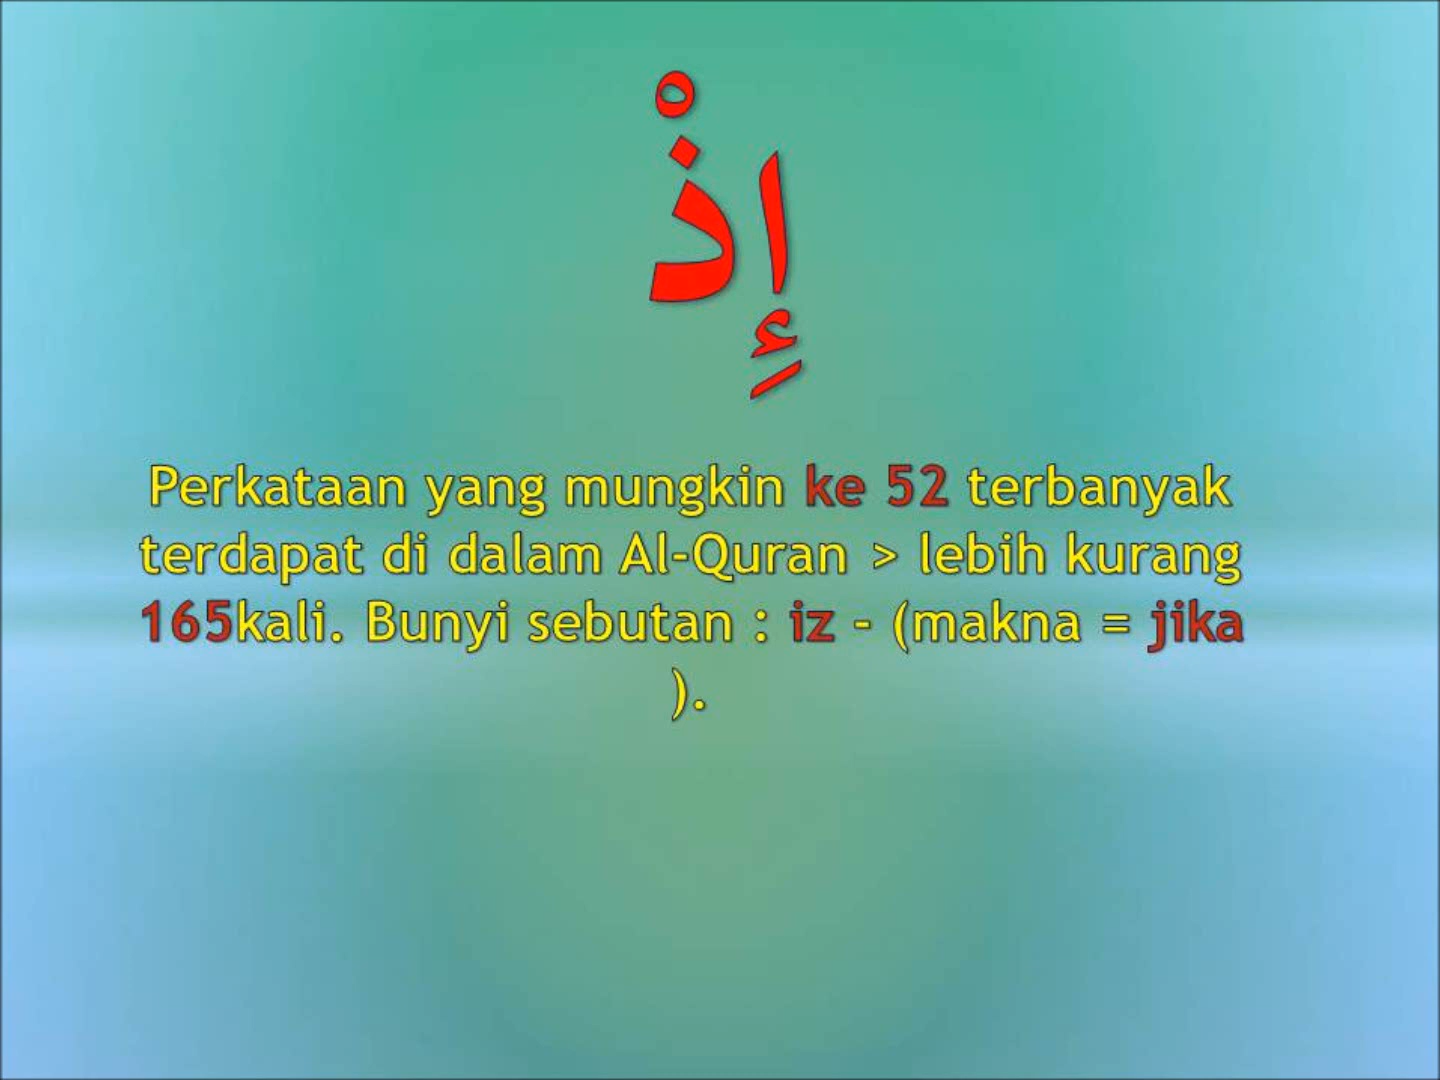 إِذْ
Perkataan yang mungkin ke 52 terbanyak
terdapat di dalam Al-Quran > lebih kurang
165kali. Bunyi sebutan : iz - (makna = jika
).